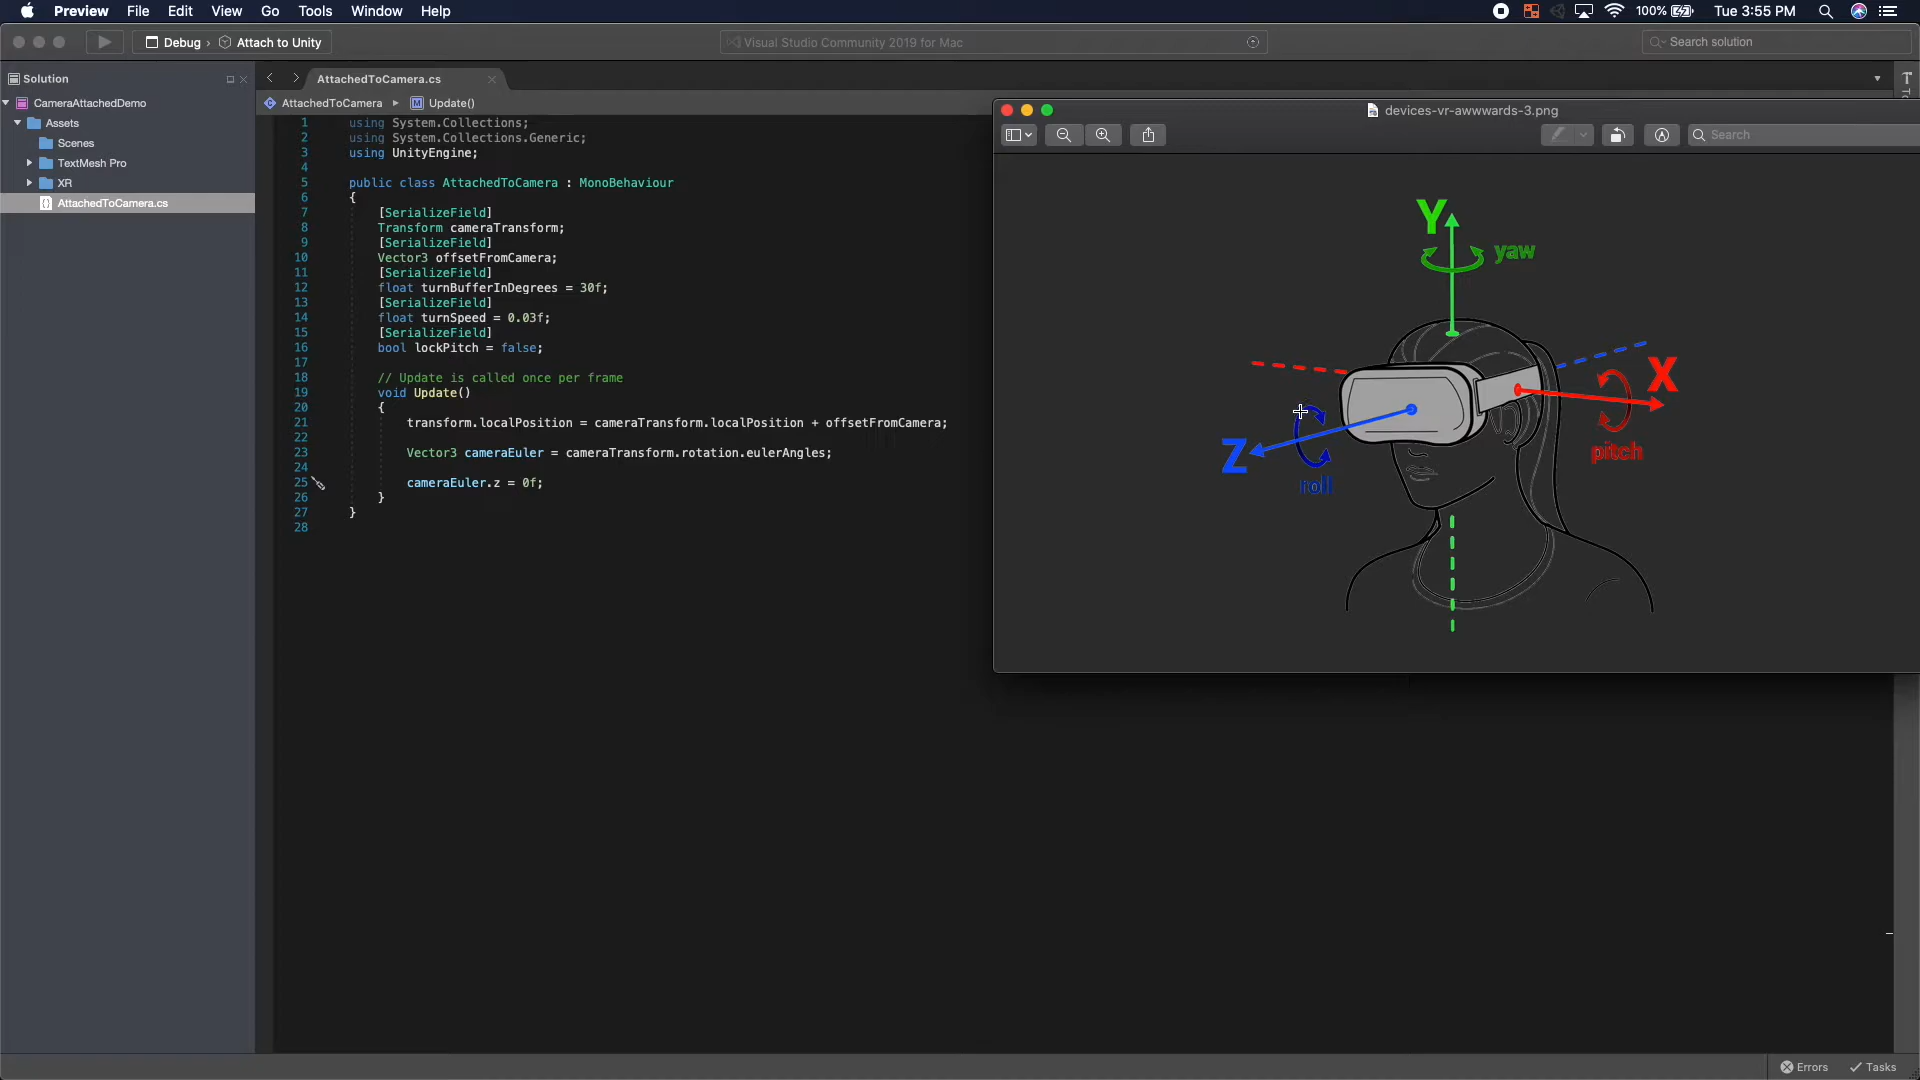 Preview File Edit View Go Tools Window Help
100% Tue 3:55 PM
Debug › Attach to Unity
Visual Studio Community 2019 for Mac
Search solution
Solution
CameraAttachedDemo
Assets
Scenes
TextMesh Pro
XR
AttachedToCamera.cs
AttachedToCamera.cs
AttachedToCamera Update()
1 using System.Collections;
2 using System.Collections.Generic;
3 using UnityEngine;
4
5 public class AttachedToCamera : MonoBehaviour
6 {
7 [SerializeField]
8 Transform cameraTransform;
9 [SerializeField]
10 Vector3 offsetFromCamera;
11 [SerializeField]
12 float turnBufferInDegrees = 30f;
13 [SerializeField]
14 float turnSpeed = 0.03f;
15 [SerializeField]
16 bool lockPitch = false;
17
18 // Update is called once per frame
19 void Update()
20 {
21 transform.localPosition = cameraTransform.localPosition + offsetFromCamera;
22
23 Vector3 cameraEuler = cameraTransform.rotation.eulerAngles;
24
25 cameraEuler.z = 0f;
26 }
27 }
28
devices-vr-awwwards-3.png
Search
Y
yaw
X
pitch
Z
roll
Errors Tasks